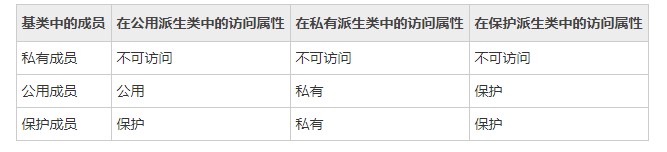 基类中的成员 在公用派生类中的访问属性 在私有派生类中的访问属性 在保护派生类中的访问属性
私有成员 不可访问 不可访问 不可访问
公用成员 公用 私有 保护
保护成员 保护 私有 保护